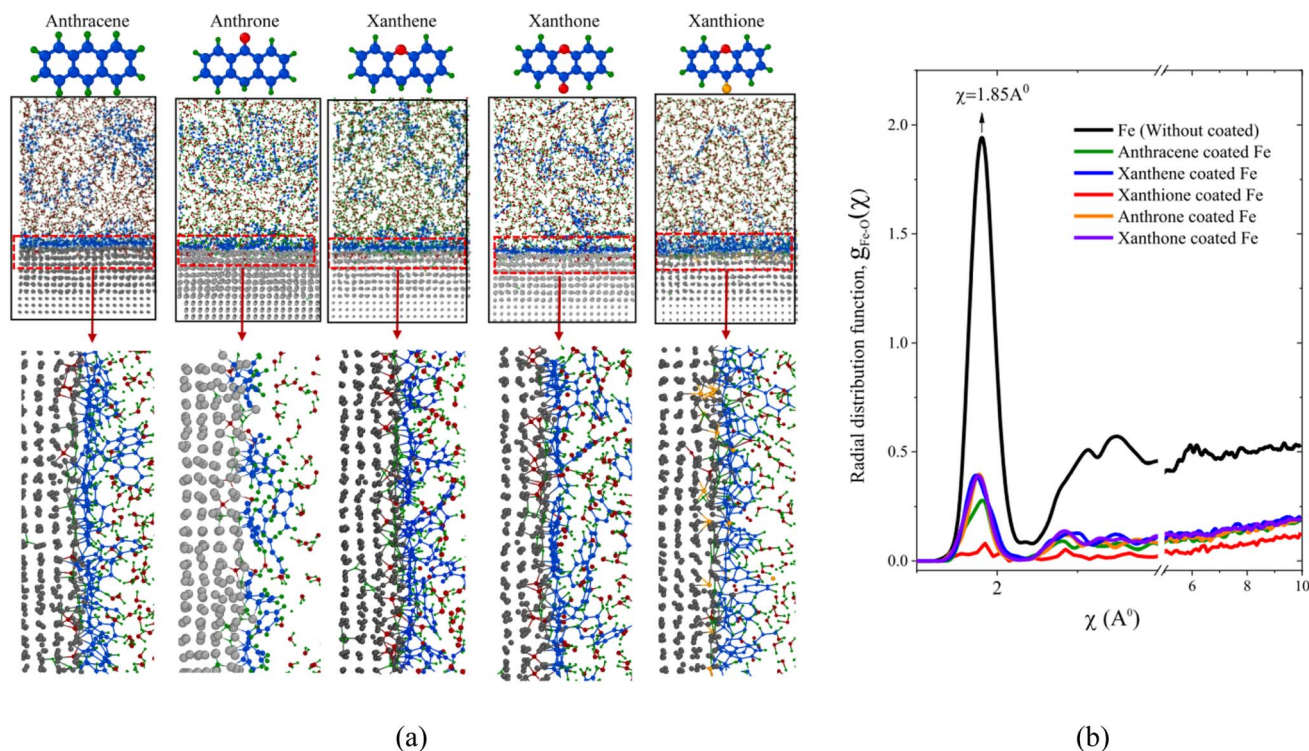 Anthracene Anthrone Xanthene Xanthone Xanthione
(a)
Radial distribution function, g_Fe-O(χ)
2.0
1.5
1.0
0.5
0.0
χ=1.85A⁰
Fe (Without coated)
Anthracene coated Fe
Xanthene coated Fe
Xanthione coated Fe
Anthrone coated Fe
Xanthone coated Fe
2 6 8 10
χ (A⁰)
(b)